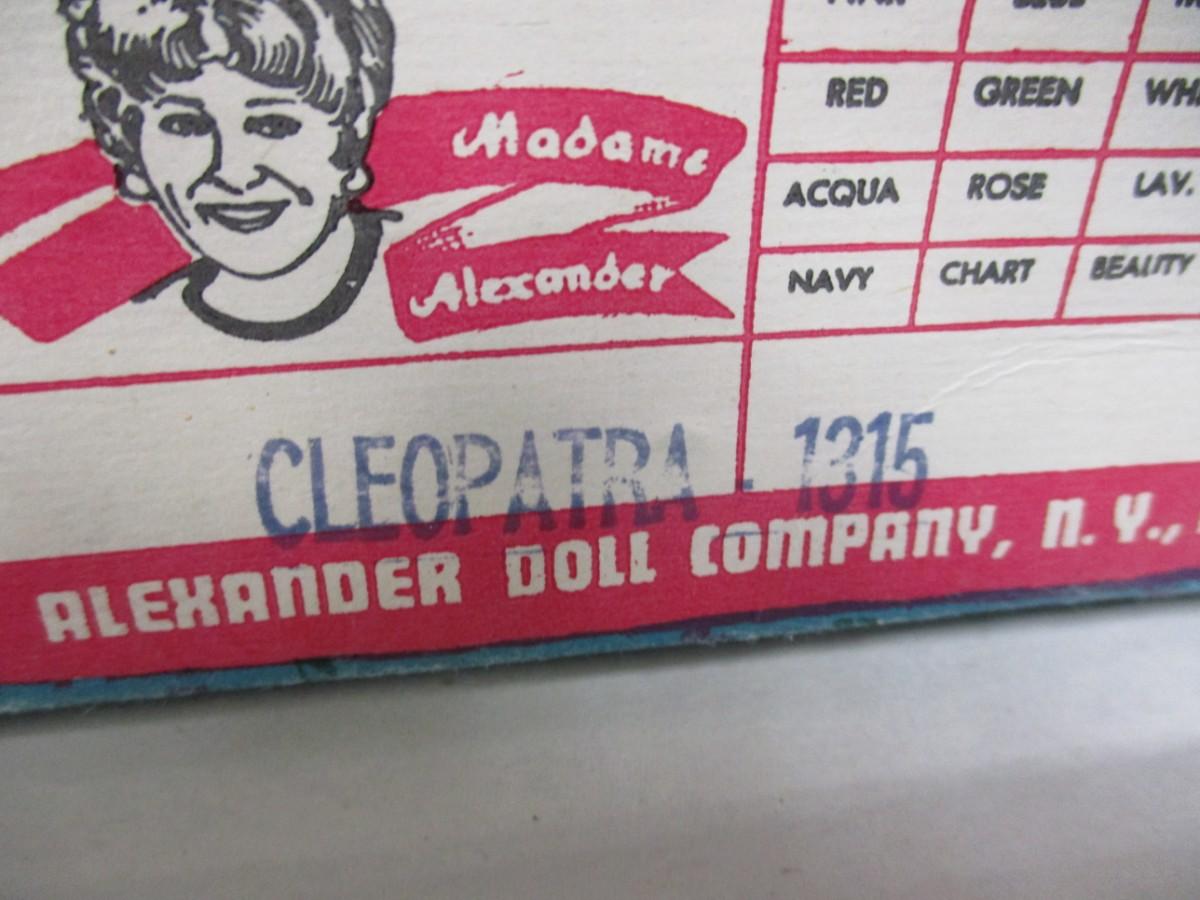 Madame
Alexander
RED GREEN
ACQUA ROSE LAV.
NAVY CHART BEAUTY
CLEOPATRA - 1315
ALEXANDER DOLL COMPANY, N. Y.,